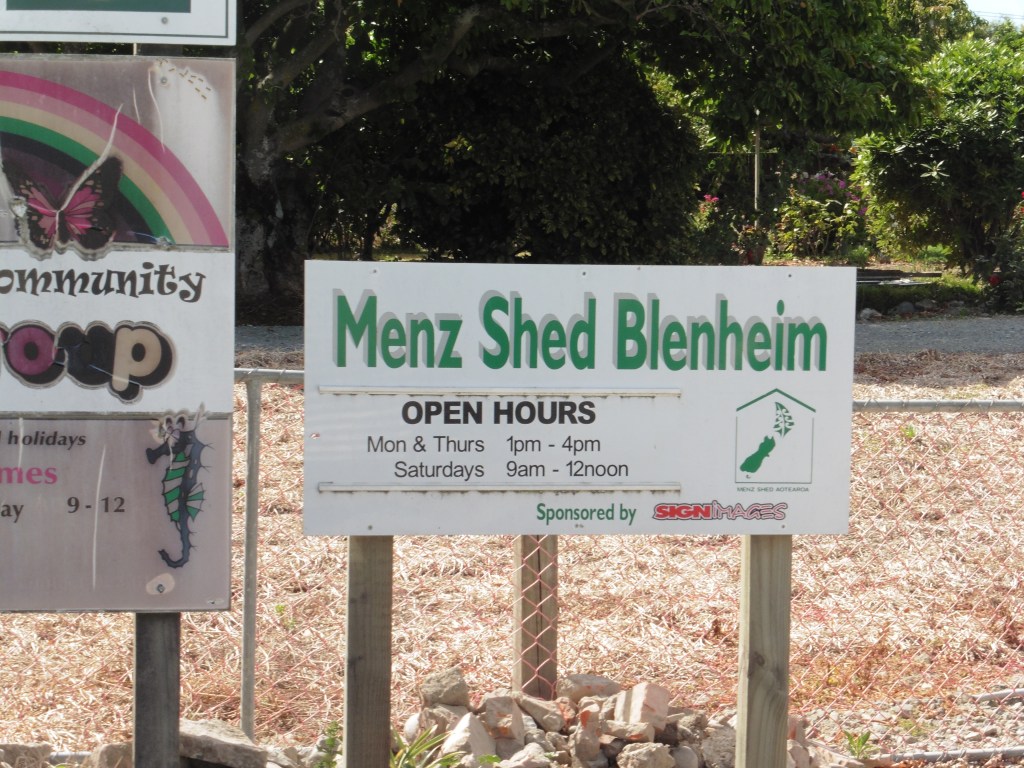 ommunity
oup
holidays
mes
ay 9 - 12
Menz Shed Blenheim
OPEN HOURS
Mon & Thurs 1pm - 4pm
Saturdays 9am - 12noon
MENZ SHED AOTEAROA
Sponsored by SIGNIMAGES